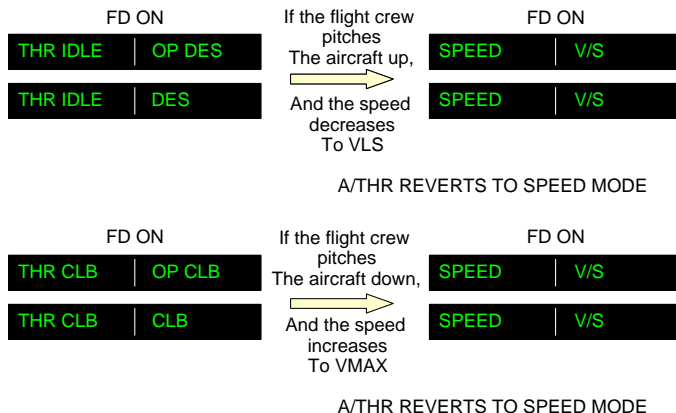 FD ON
If the flight crew
pitches
The aircraft up,
FD ON
THR IDLE OP DES
SPEED V/S
THR IDLE DES
And the speed
decreases
To VLS
SPEED V/S
A/THR REVERTS TO SPEED MODE
FD ON
If the flight crew
pitches
The aircraft down,
FD ON
THR CLB OP CLB
SPEED V/S
THR CLB CLB
And the speed
increases
To VMAX
SPEED V/S
A/THR REVERTS TO SPEED MODE